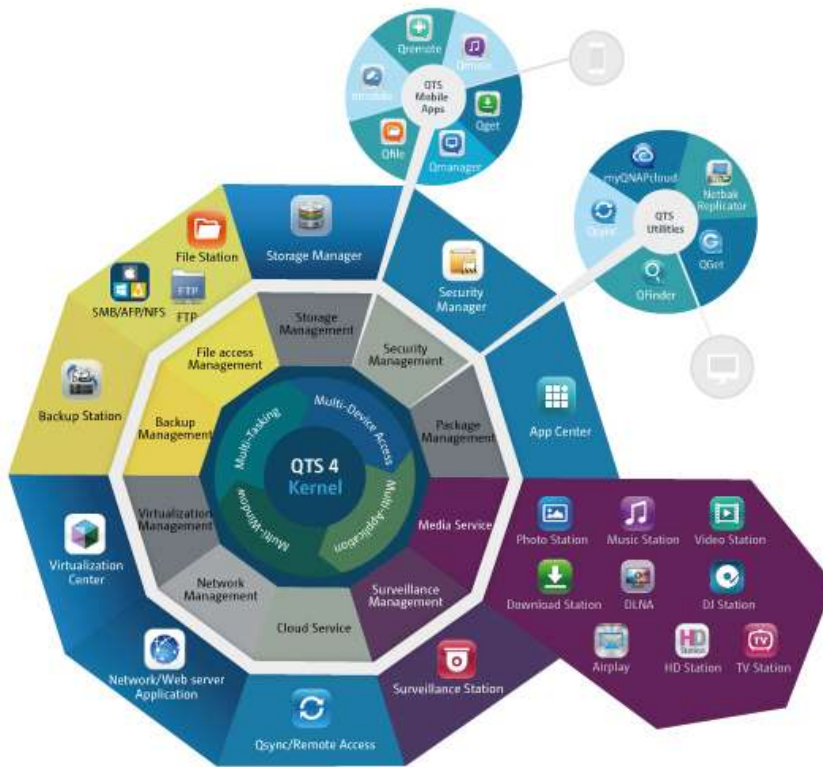 Qremote
Qmusic
QTS
Mobile
Apps
Qget
Qfile
Qmanager
myQNAPcloud
Netbak
Replicator
Qsync
QTS
Utilities
QGet
QFinder
File Station
Storage Manager
SMB/AFP/NFS
FTP
FTP
Security
Manager
Storage
Management
File access
Management
Security
Management
Backup Station
Backup
Management
Package
Management
App Center
Multi-Tasking
Multi-Device Access
Multi-Application
Multi-Window
QTS 4
Kernel
Virtualization
Management
Media Service
Virtualization
Center
Network
Management
Surveillance
Management
Cloud Service
Photo Station
Music Station
Video Station
Download Station
DLNA
DJ Station
Airplay
HD
Station
HD Station
TV
TV Station
Network/Web server
Application
Surveillance Station
Qsync/Remote Access